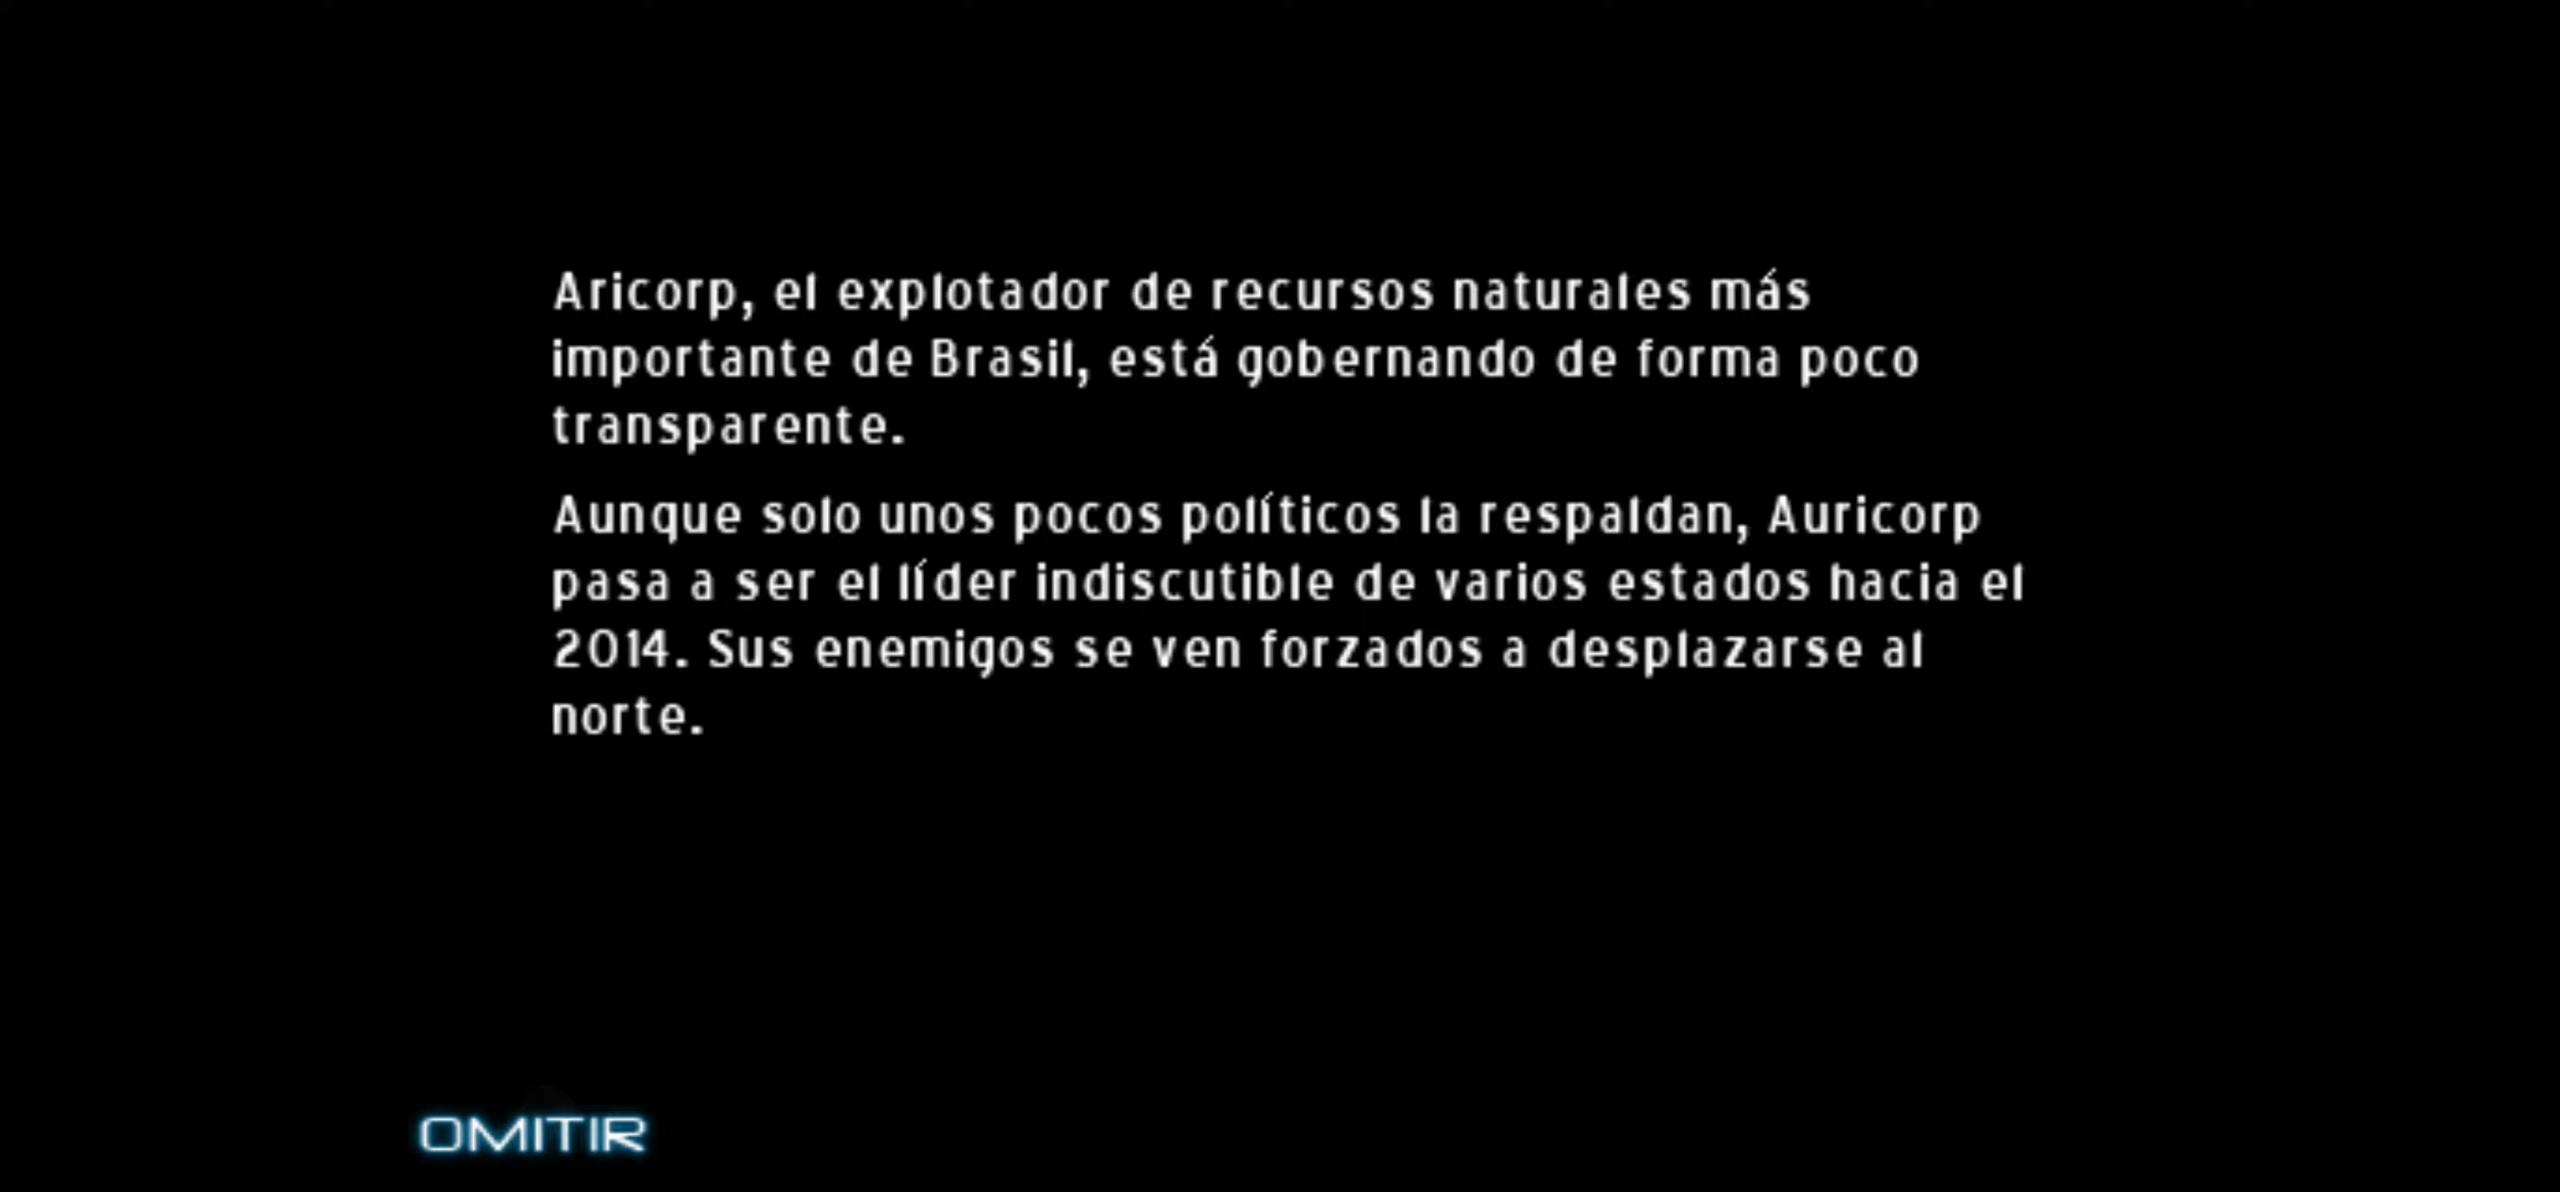 Aricorp, el explotador de recursos naturales más
importante de Brasil, está gobernando de forma poco
transparente.
Aunque solo unos pocos políticos la respaldan, Auricorp
pasa a ser el líder indiscutible de varios estados hacia el
2014. Sus enemigos se ven forzados a desplazarse al
norte.
OMITIR